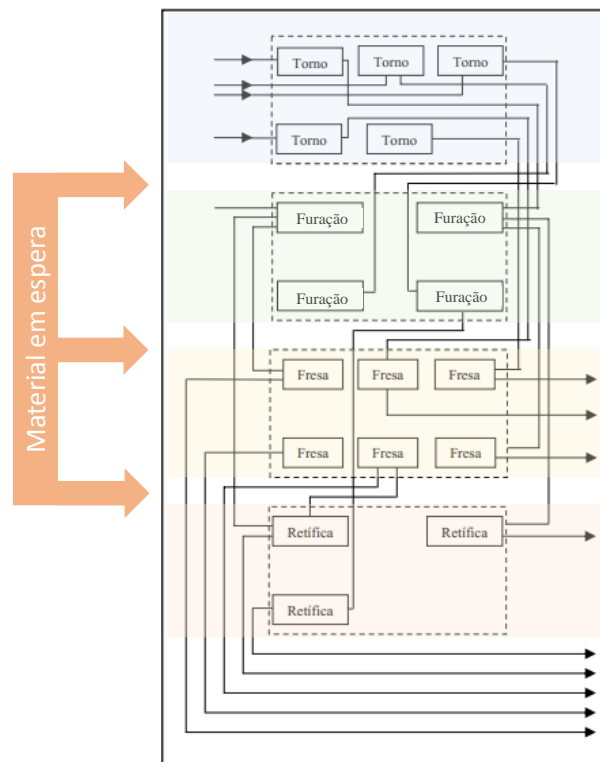 Torno
Torno
Torno
Torno
Torno
Material em espera
Furação
Furação
Furação
Furação
Fresa
Fresa
Fresa
Fresa
Fresa
Fresa
Retífica
Retífica
Retífica